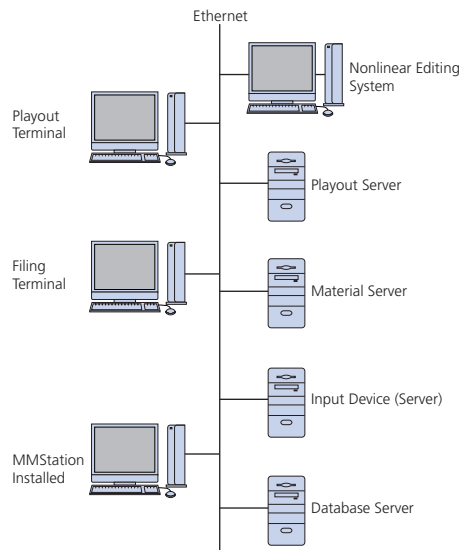 Ethernet
Nonlinear Editing
System
Playout
Terminal
Playout Server
Filing
Terminal
Material Server
Input Device (Server)
MMStation
Installed
Database Server